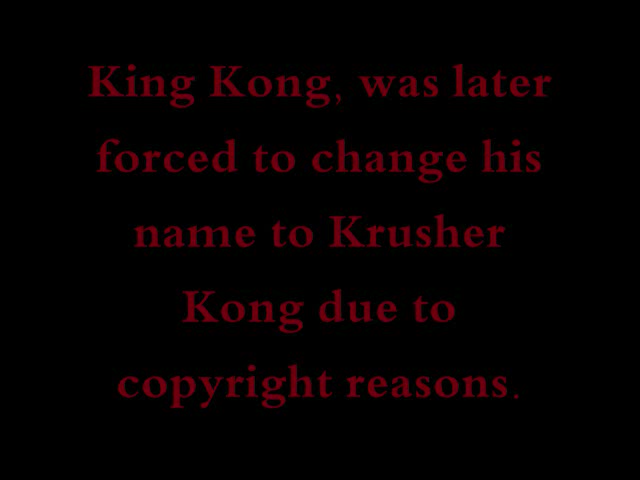 King Kong, was later
forced to change his
name to Krusher
Kong due to
copyright reasons.